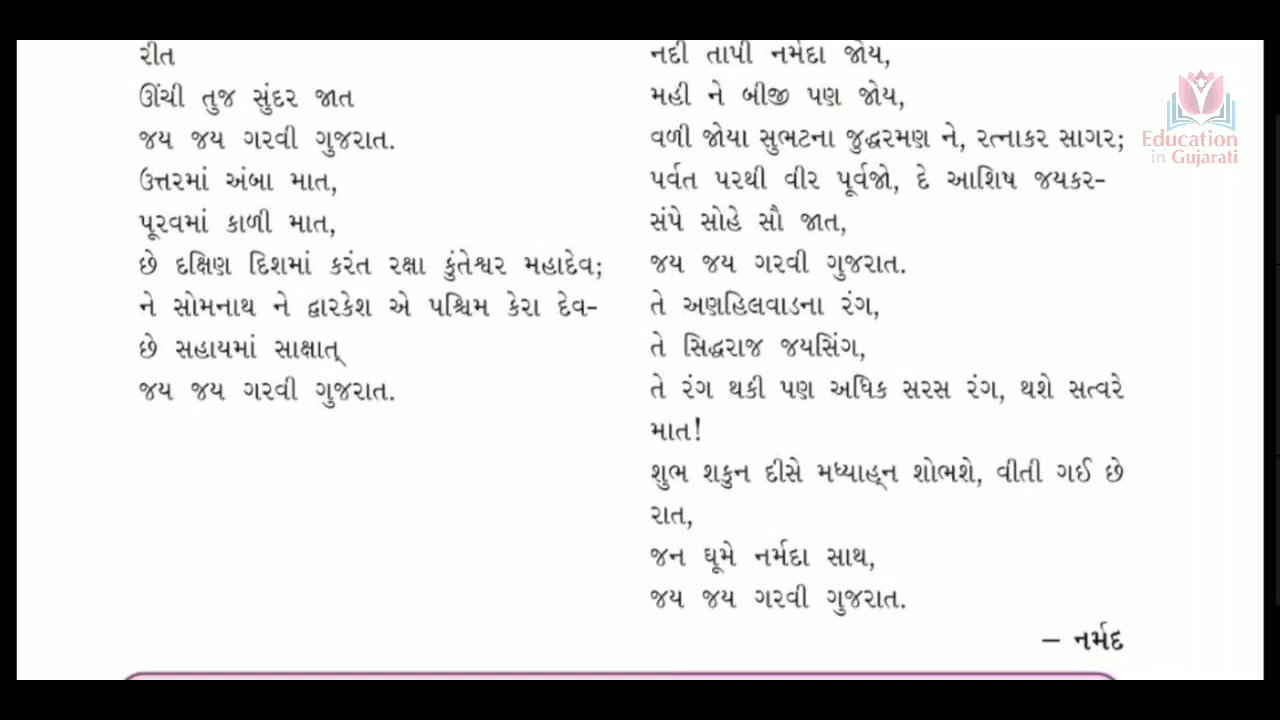 રીત
ઊંચી તુજ સુંદર જાત
જય જય ગરવી ગુજરાત.
ઉત્તરમાં અંબા માત,
પૂરવમાં કાળી માત,
છે દક્ષિણ દિશમાં કરંત રક્ષા કુંતેશ્વર મહાદેવ;
ને સોમનાથ ને દ્વારકેશ એ પશ્ચિમ કેરા દેવ–
છે સહાયમાં સાક્ષાત્
જય જય ગરવી ગુજરાત.
નદી તાપી નર્મદા જોય,
મહી ને બીજી પણ જોય,
વળી જોયા સુભટના જુદ્ધરમણ ને, રત્નાકર સાગર;
પર્વત પરથી વીર પૂર્વજો, દે આશિષ જયકર–
સંપે સોહે સૌ જાત,
જય જય ગરવી ગુજરાત.
તે અણહિલવાડના રંગ,
તે સિદ્ધરાજ જયસિંગ,
તે રંગ થકી પણ અધિક સરસ રંગ, થશે સત્વરે
માત!
શુભ શકુન દીસે મધ્યાહ્ન શોભશે, વીતી ગઈ છે
રાત,
જન ઘૂમે નર્મદા સાથ,
જય જય ગરવી ગુજરાત.
– નર્મદ
Education
in Gujarati